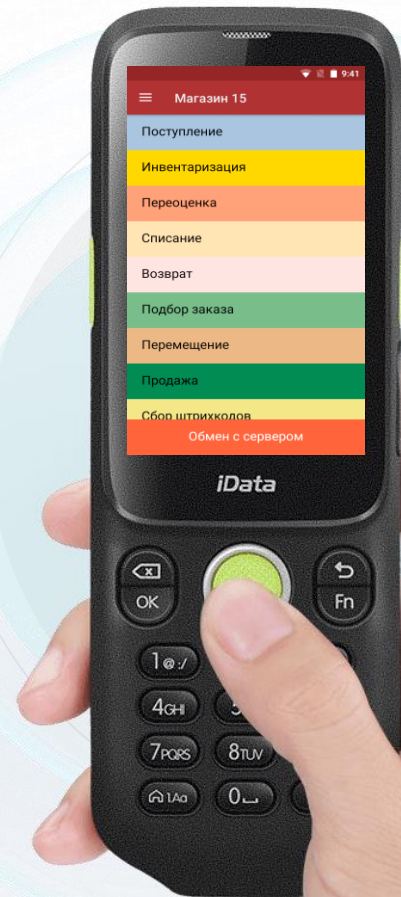 9:41
Магазин 15
Поступление
Инвентаризация
Переоценка
Списание
Возврат
Подбор заказа
Перемещение
Продажа
Сбор штрихкодов
Обмен с сервером
iData
OK
Fn
1@:/
4GHI
5
7PQRS
8TUV
1Aa
0